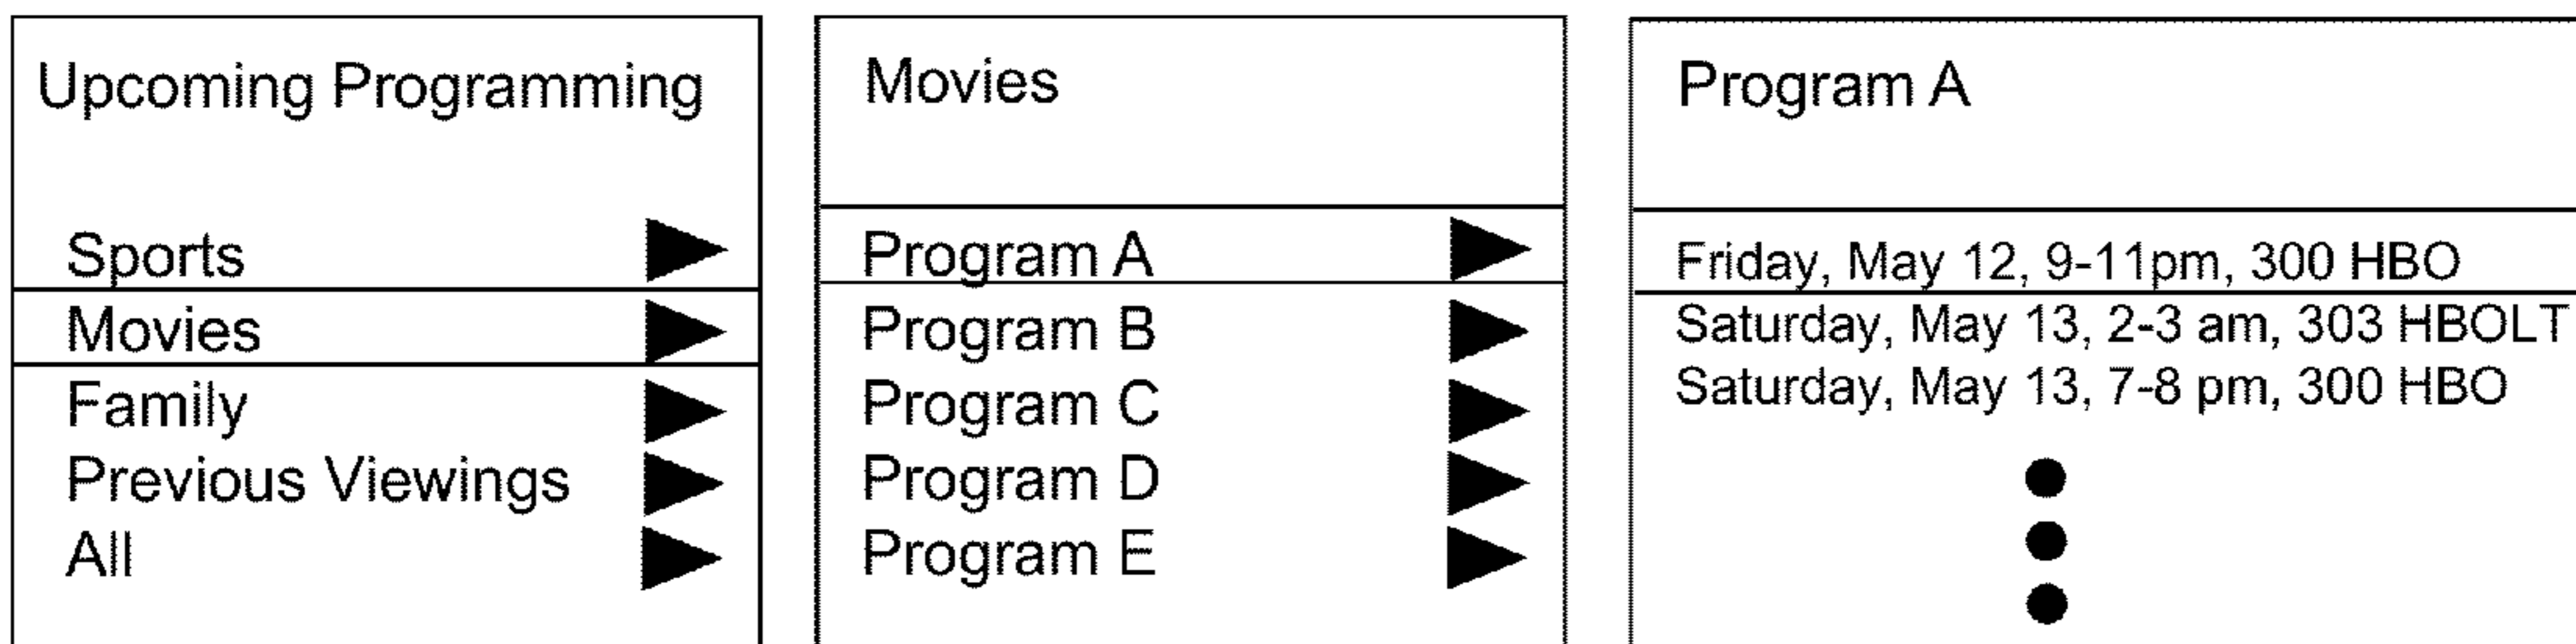 Upcoming Programming
Sports
Movies
Family
Previous Viewings
All
Movies
Program A
Program B
Program C
Program D
Program E
Program A
Friday, May 12, 9-11pm, 300 HBO
Saturday, May 13, 2-3 am, 303 HBOLT
Saturday, May 13, 7-8 pm, 300 HBO